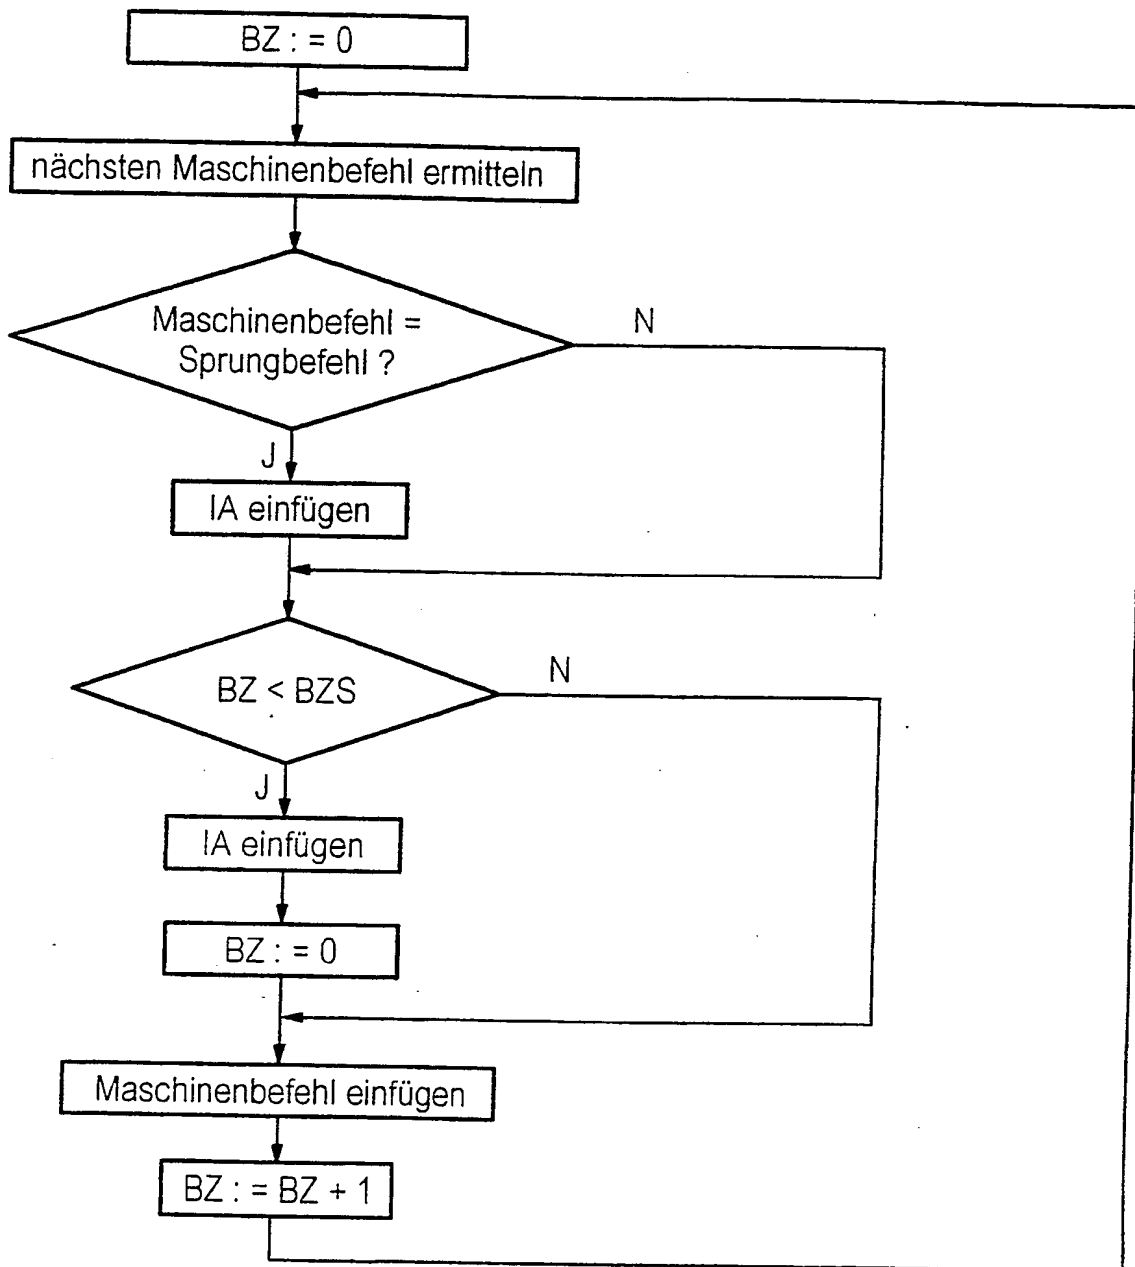 BZ : = 0
nächsten Maschinenbefehl ermitteln
Maschinenbefehl =
Sprungbefehl ?
N
J
IA einfügen
BZ < BZS
N
J
IA einfügen
BZ : = 0
Maschinenbefehl einfügen
BZ : = BZ + 1